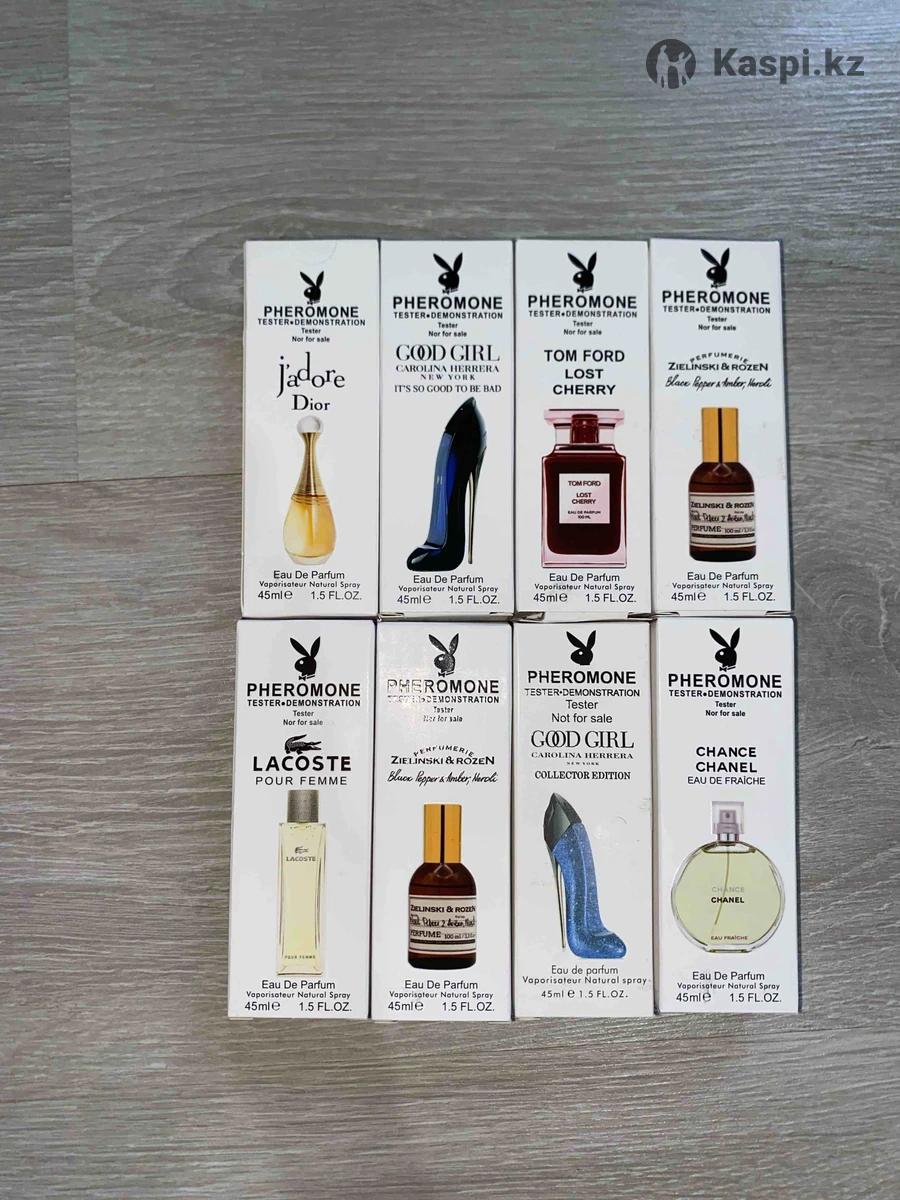 Kaspi.kz
PHEROMONE
TESTER●DEMONSTRATION
Tester
Nor for sale
j'adore
Dior
Eau De Parfum
Vaporisateur Natural Spray
45ml℮ 1.5 FL.OZ.
PHEROMONE
TESTER●DEMONSTRATION
Tester
Nor for sale
GOOD GIRL
CAROLINA HERRERA
NEW YORK
IT'S SO GOOD TO BE BAD
Eau De Parfum
Vaporisateur Natural Spray
45ml℮ 1.5 FL.OZ.
PHEROMONE
TESTER●DEMONSTRATION
Tester
Nor for sale
TOM FORD
LOST
CHERRY
TOM FORD
LOST
CHERRY
EAU DE PARFUM
100 ML
Eau De Parfum
Vaporisateur Natural Spray
45ml℮ 1.5 FL.OZ.
PHEROMONE
TESTER●DEMONSTRATION
Tester
Nor for sale
PERFUMERIE
ZIELINSKI & ROZEN
Black Pepper & Amber, Neroli
ZIELINSKI & ROZEN
PERFUME 100 ml
Eau De Parfum
Vaporisateur Natural Spray
45ml℮ 1.5 FL.OZ.
PHEROMONE
TESTER●DEMONSTRATION
Tester
Nor for sale
LACOSTE
POUR FEMME
LACOSTE
POUR FEMME
Eau De Parfum
Vaporisateur Natural Spray
45ml℮ 1.5 FL.OZ.
PHEROMONE
TESTER●DEMONSTRATION
Tester
Nor for sale
PERFUMERIE
ZIELINSKI & ROZEN
Black Pepper & Amber, Neroli
ZIELINSKI & ROZEN
PERFUME 100 ml
Eau De Parfum
Vaporisateur Natural Spray
45ml℮ 1.5 FL.OZ.
PHEROMONE
TESTER•DEMONSTRATION
Tester
Not for sale
GOOD GIRL
CAROLINA HERRERA
NEW YORK
COLLECTOR EDITION
Eau de parfum
Vaporisateur Natural spray
45ml ℮ 1.5 FL.OZ.
PHEROMONE
TESTER●DEMONSTRATION
Tester
Nor for sale
CHANCE
CHANEL
EAU DE FRAÎCHE
CHANCE
CHANEL
EAU FRAÎCHE
Eau De Parfum
Vaporisateur Natural Spray
45ml℮ 1.5 FL.OZ.